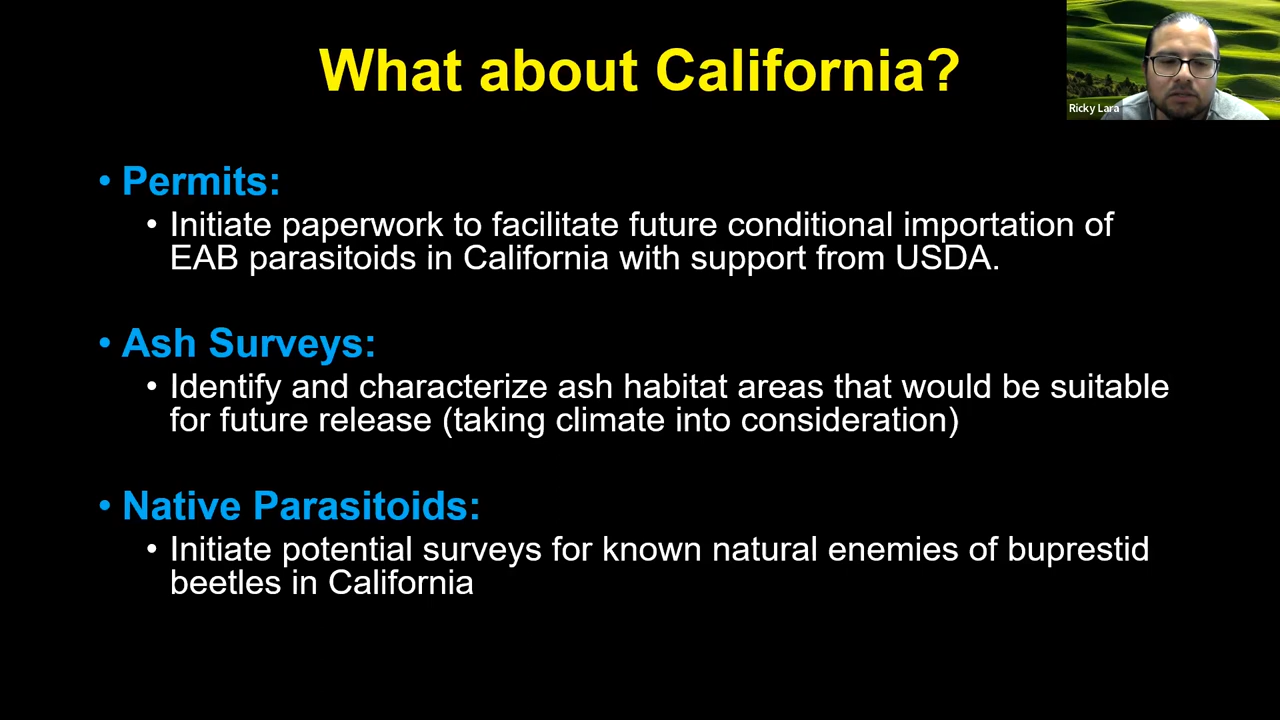 What about California?
Ricky Lara
• Permits:
• Initiate paperwork to facilitate future conditional importation of
EAB parasitoids in California with support from USDA.
• Ash Surveys:
• Identify and characterize ash habitat areas that would be suitable
for future release (taking climate into consideration)
• Native Parasitoids:
• Initiate potential surveys for known natural enemies of buprestid
beetles in California